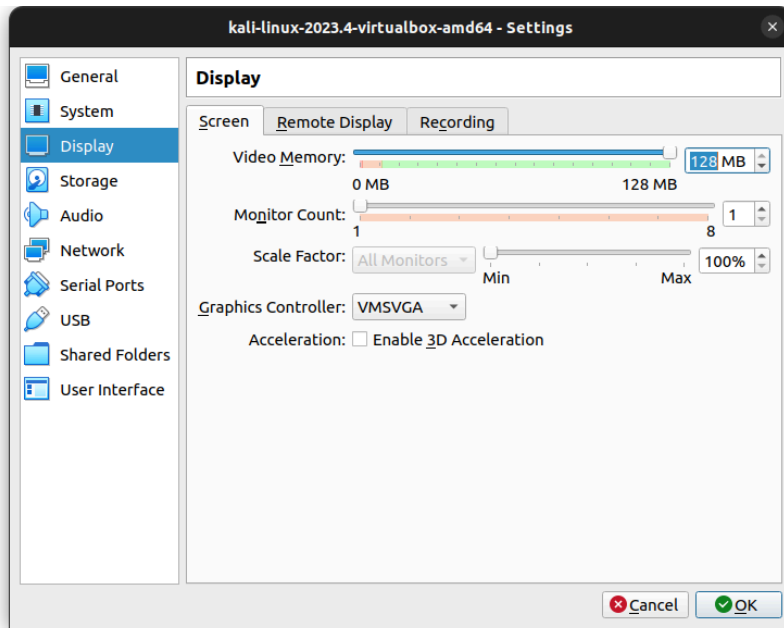 kali-linux-2023.4-virtualbox-amd64 - Settings
General
System
Display
Storage
Audio
Network
Serial Ports
USB
Shared Folders
User Interface
Display
Screen
Remote Display
Recording
Video Memory:
128 MB
0 MB 128 MB
Monitor Count:
1
1 8
Scale Factor: All Monitors
100%
Min Max
Graphics Controller: VMSVGA
Acceleration: Enable 3D Acceleration
Cancel OK